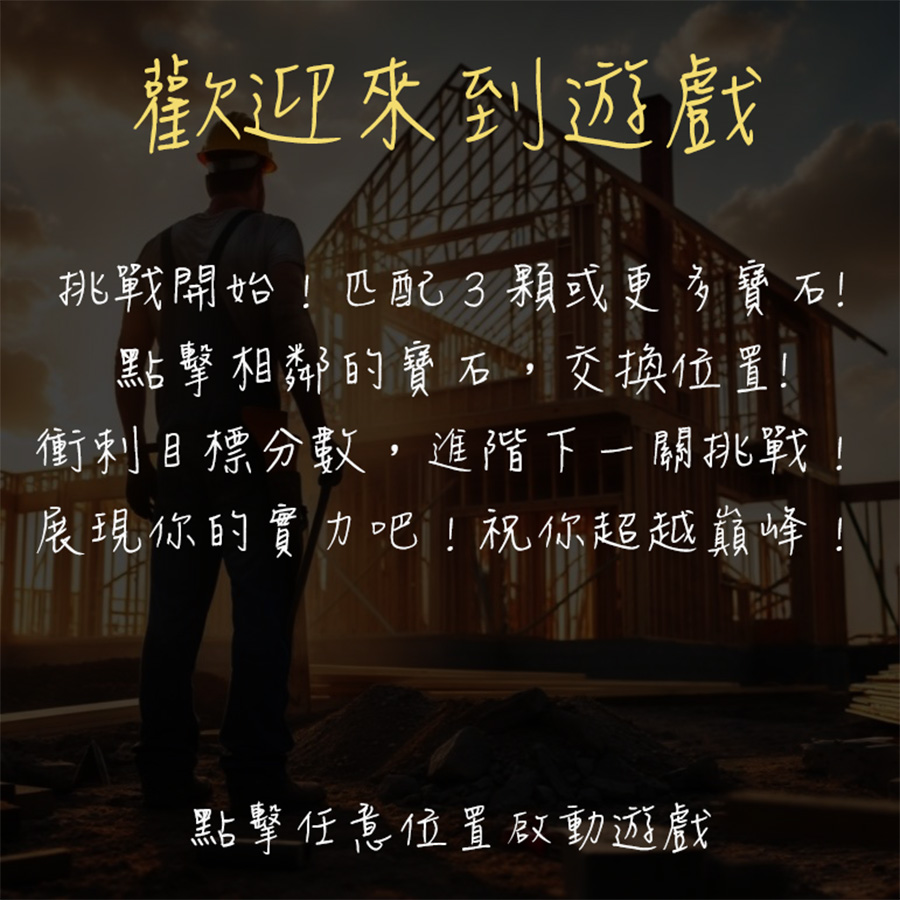 歡迎來到遊戲
挑戰開始！匹配3顆或更多寶石!
點擊相鄰的寶石，交換位置!
衝刺目標分數，進階下一關挑戰！
展現你的實力吧！祝你超越巔峰！
點擊任意位置啟動遊戲